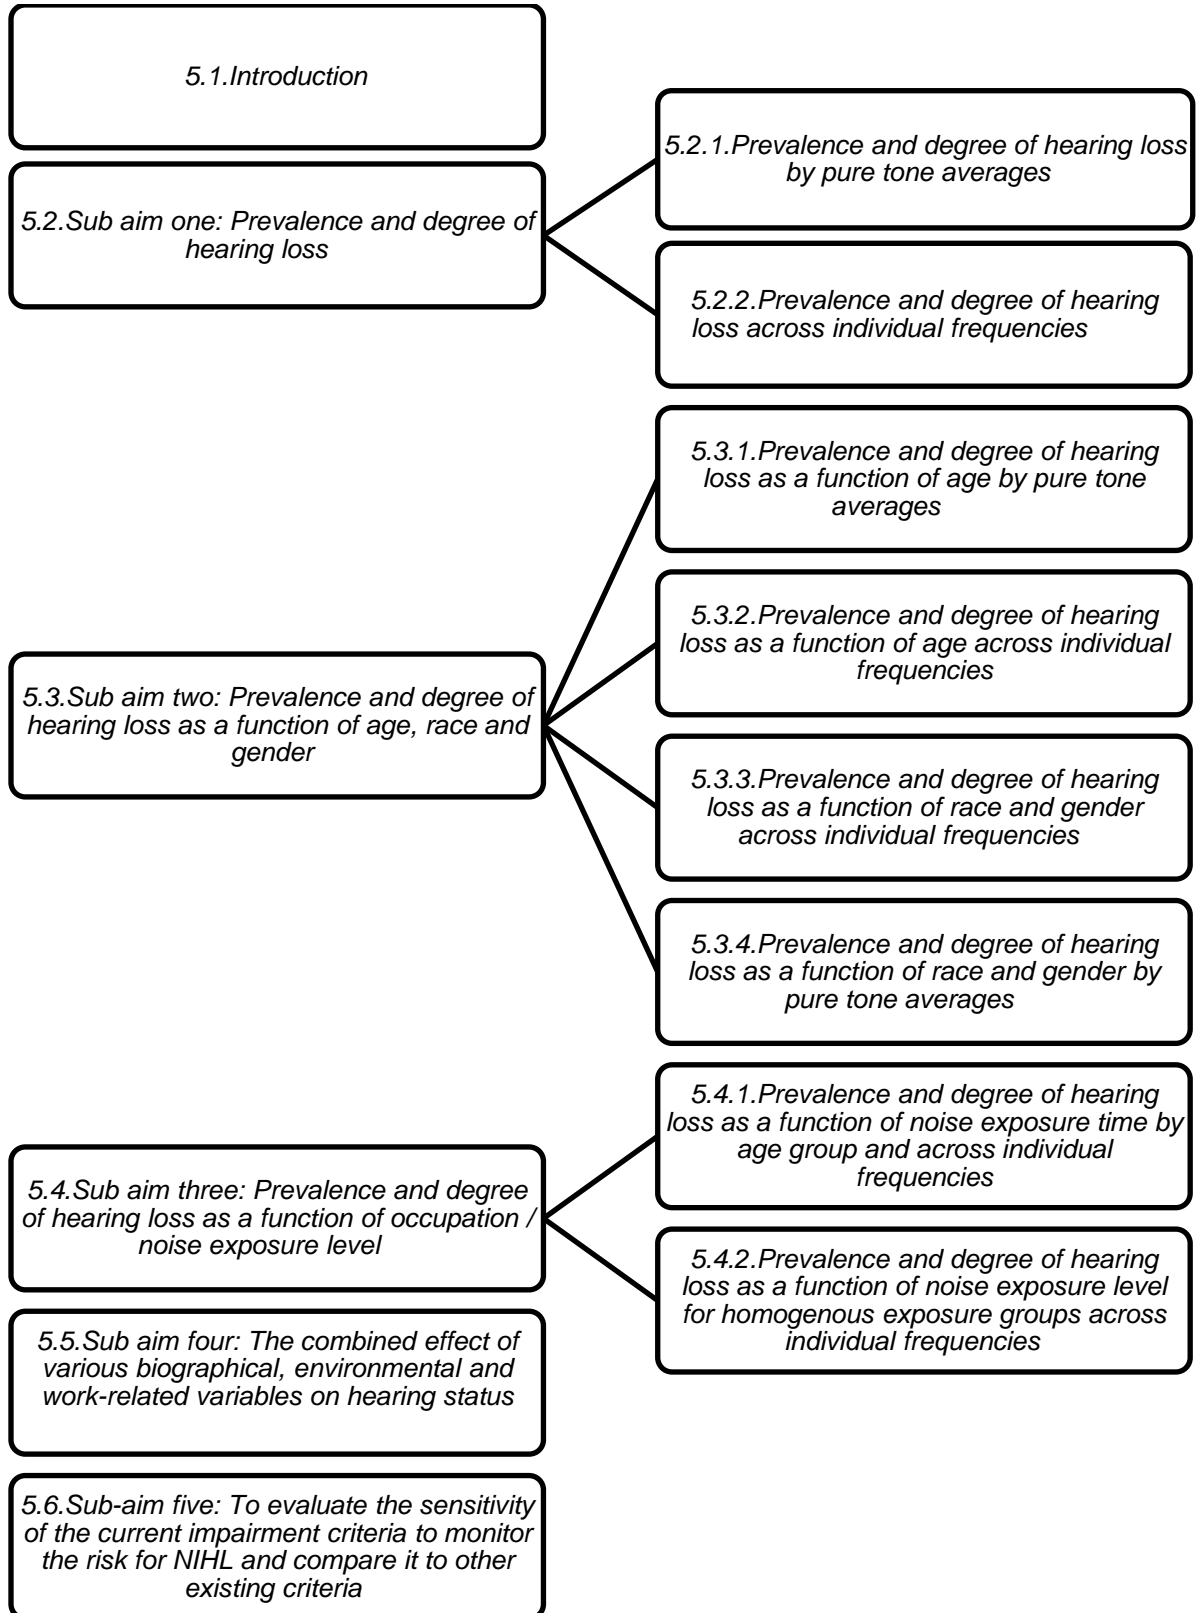 5.1.Introduction
5.2.Sub aim one: Prevalence and degree of
hearing loss
5.2.1.Prevalence and degree of hearing loss
by pure tone averages
5.2.2.Prevalence and degree of hearing
loss across individual frequencies
5.3.Sub aim two: Prevalence and degree of
hearing loss as a function of age, race and
gender
5.3.1.Prevalence and degree of hearing
loss as a function of age by pure tone
averages
5.3.2.Prevalence and degree of hearing
loss as a function of age across individual
frequencies
5.3.3.Prevalence and degree of hearing
loss as a function of race and gender
across individual frequencies
5.3.4.Prevalence and degree of hearing
loss as a function of race and gender by
pure tone averages
5.4.Sub aim three: Prevalence and degree
of hearing loss as a function of occupation /
noise exposure level
5.4.1.Prevalence and degree of hearing
loss as a function of noise exposure time by
age group and across individual
frequencies
5.4.2.Prevalence and degree of hearing
loss as a function of noise exposure level
for homogenous exposure groups across
individual frequencies
5.5.Sub aim four: The combined effect of
various biographical, environmental and
work-related variables on hearing status
5.6.Sub-aim five: To evaluate the sensitivity
of the current impairment criteria to monitor
the risk for NIHL and compare it to other
existing criteria